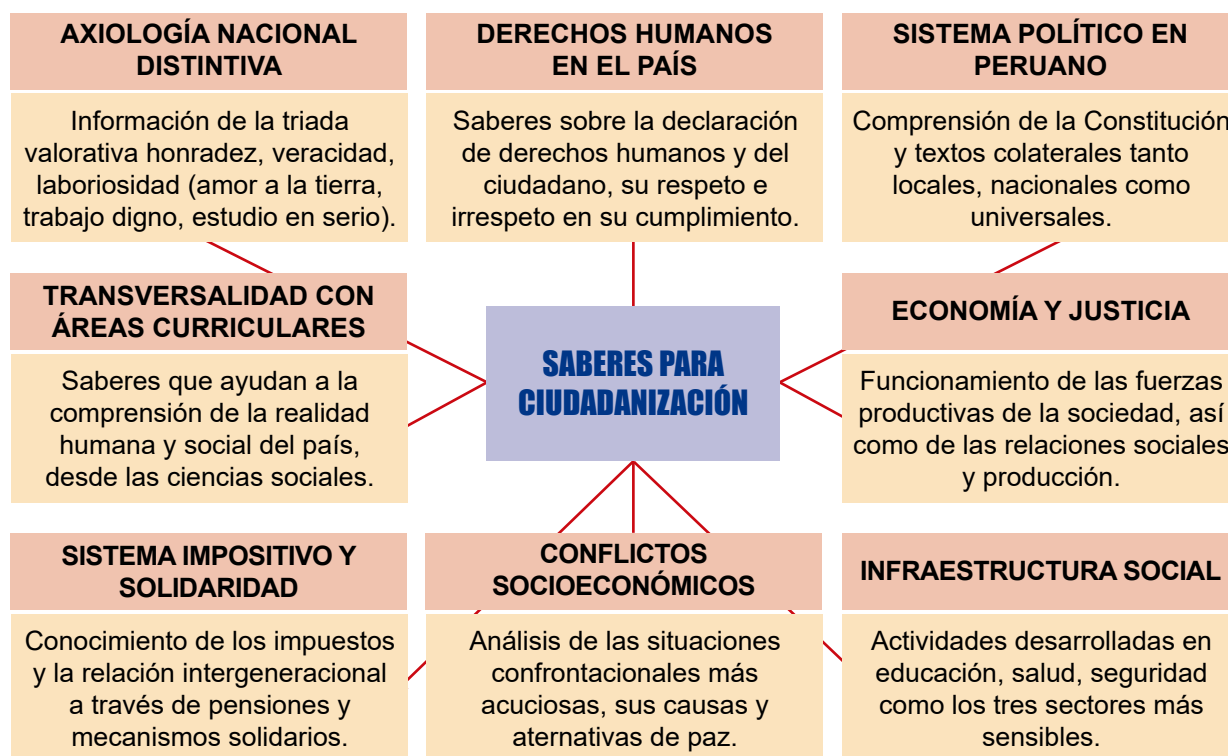 AXIOLOGÍA NACIONAL
DISTINTIVA
Información de la triada
valorativa honradez, veracidad,
laboriosidad (amor a la tierra,
trabajo digno, estudio en serio).
DERECHOS HUMANOS
EN EL PAÍS
Saberes sobre la declaración
de derechos humanos y del
ciudadano, su respeto e
irrespeto en su cumplimiento.
SISTEMA POLÍTICO EN
PERUANO
Comprensión de la Constitución
y textos colaterales tanto
locales, nacionales como
universales.
TRANSVERSALIDAD CON
ÁREAS CURRICULARES
Saberes que ayudan a la
comprensión de la realidad
humana y social del país,
desde las ciencias sociales.
SABERES PARA
CIUDADANIZACIÓN
ECONOMÍA Y JUSTICIA
Funcionamiento de las fuerzas
productivas de la sociedad, así
como de las relaciones sociales
y producción.
SISTEMA IMPOSITIVO Y
SOLIDARIDAD
Conocimiento de los impuestos
y la relación intergeneracional
a través de pensiones y
mecanismos solidarios.
CONFLICTOS
SOCIOECONÓMICOS
Análisis de las situaciones
confrontacionales más
acuciosas, sus causas y
aternativas de paz.
INFRAESTRUCTURA SOCIAL
Actividades desarrolladas en
educación, salud, seguridad
como los tres sectores más
sensibles.